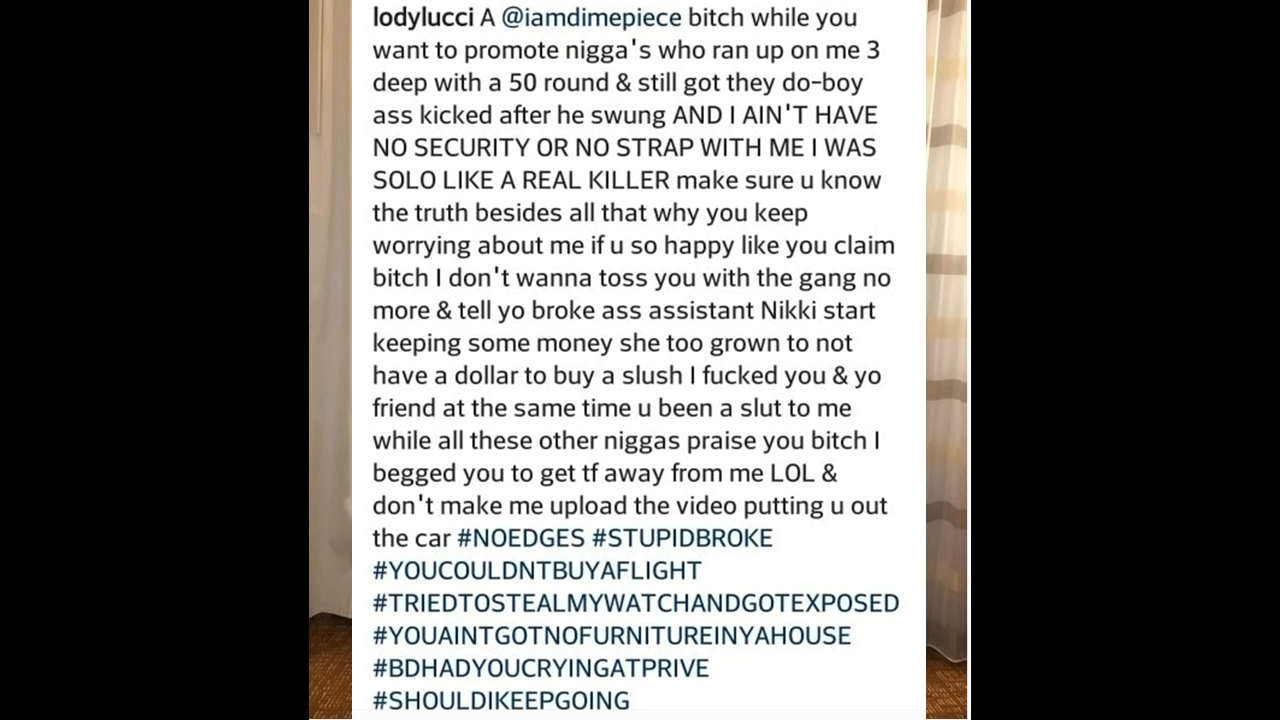 lodylucci A @iamdimepiece bitch while you
want to promote nigga's who ran up on me 3
deep with a 50 round & still got they do-boy
ass kicked after he swung AND I AIN'T HAVE
NO SECURITY OR NO STRAP WITH ME I WAS
SOLO LIKE A REAL KILLER make sure u know
the truth besides all that why you keep
worrying about me if u so happy like you claim
bitch I don't wanna toss you with the gang no
more & tell yo broke ass assistant Nikki start
keeping some money she too grown to not
have a dollar to buy a slush I fucked you & yo
friend at the same time u been a slut to me
while all these other niggas praise you bitch I
begged you to get tf away from me LOL &
don't make me upload the video putting u out
the car #NOEDGES #STUPIDBROKE
#YOUCOULDNTBUYAFLIGHT
#TRIEDTOSTEALMYWATCHANDGOTEXPOSED
#YOUAINTGOTNOFURNITUREINYAHOUSE
#BDHADYOUCRYINGATPRIVE
#SHOULDIKEEPGOING